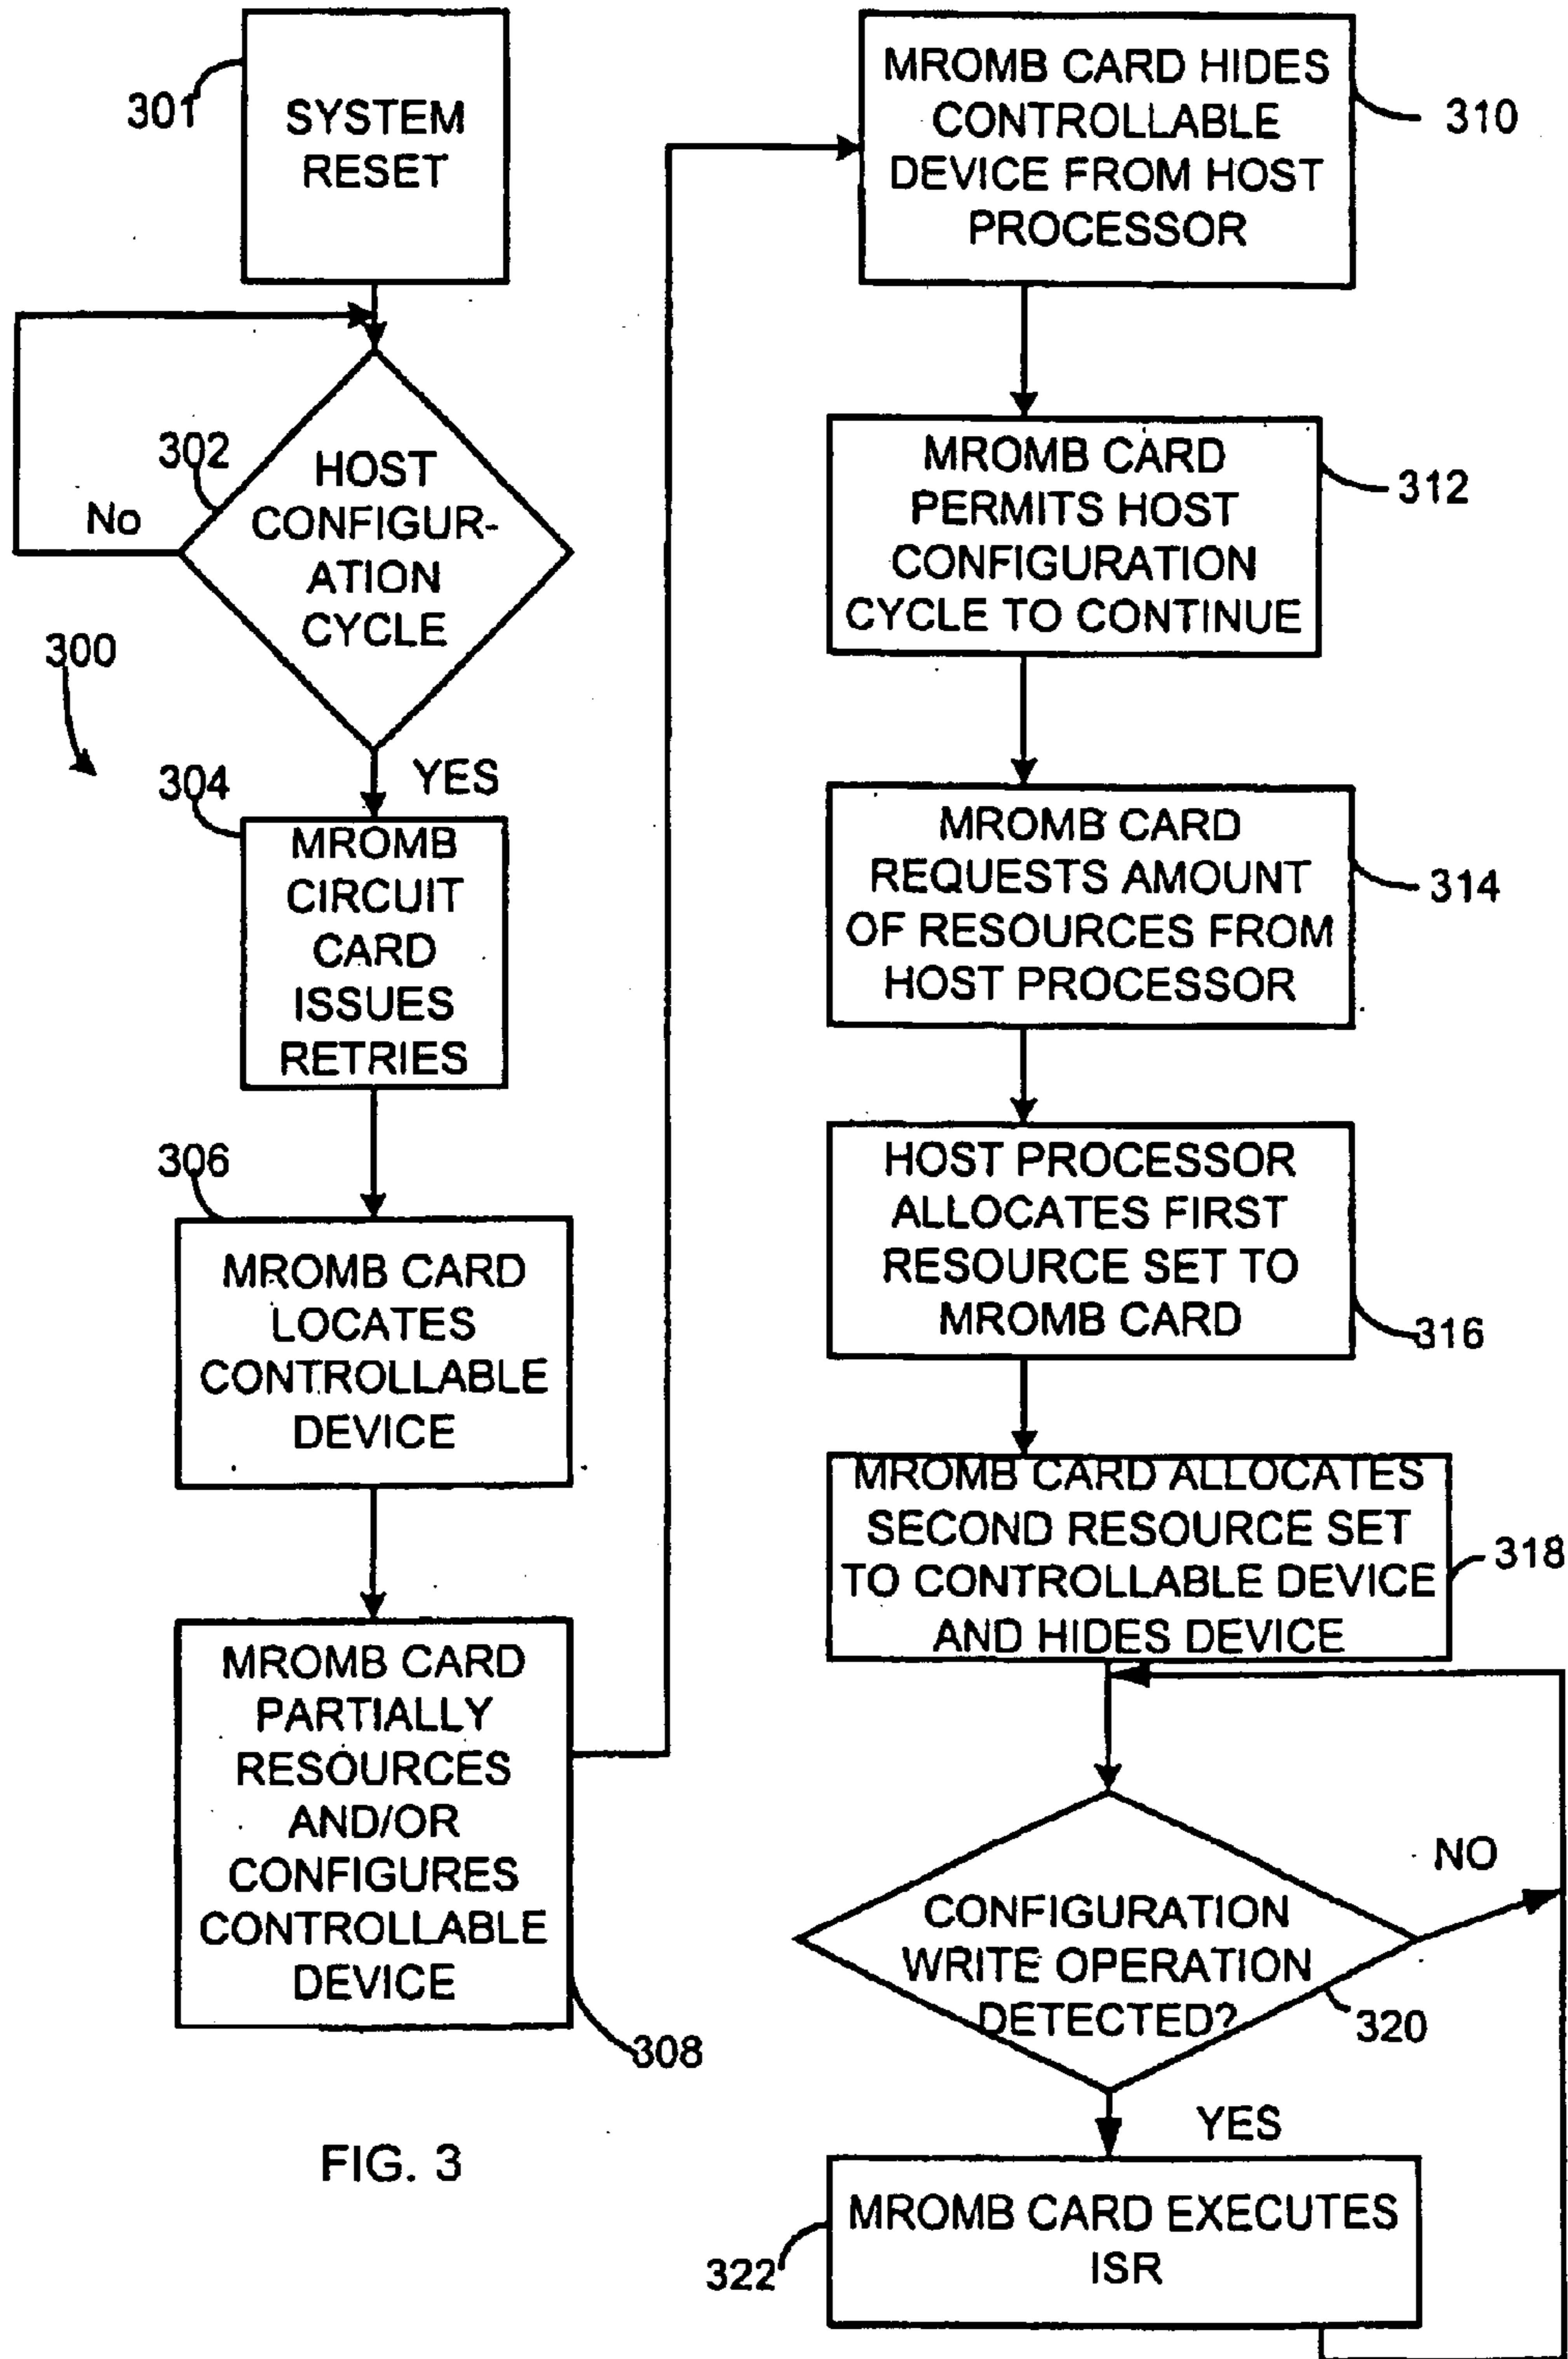 301
SYSTEM
RESET
302
HOST
CONFIGUR-
ATION
CYCLE
No
300
YES
304
MROMB
CIRCUIT
CARD
ISSUES
RETRIES
306
MROMB CARD
LOCATES
CONTROLLABLE
DEVICE
MROMB CARD
PARTIALLY
RESOURCES
AND/OR
CONFIGURES
CONTROLLABLE
DEVICE
308
FIG. 3
MROMB CARD HIDES
CONTROLLABLE
DEVICE FROM HOST
PROCESSOR
310
MROMB CARD
PERMITS HOST
CONFIGURATION
CYCLE TO CONTINUE
312
MROMB CARD
REQUESTS AMOUNT
OF RESOURCES FROM
HOST PROCESSOR
314
HOST PROCESSOR
ALLOCATES FIRST
RESOURCE SET TO
MROMB CARD
316
MROMB CARD ALLOCATES
SECOND RESOURCE SET
TO CONTROLLABLE DEVICE
AND HIDES DEVICE
318
NO
CONFIGURATION
WRITE OPERATION
DETECTED?
320
YES
MROMB CARD EXECUTES
ISR
322